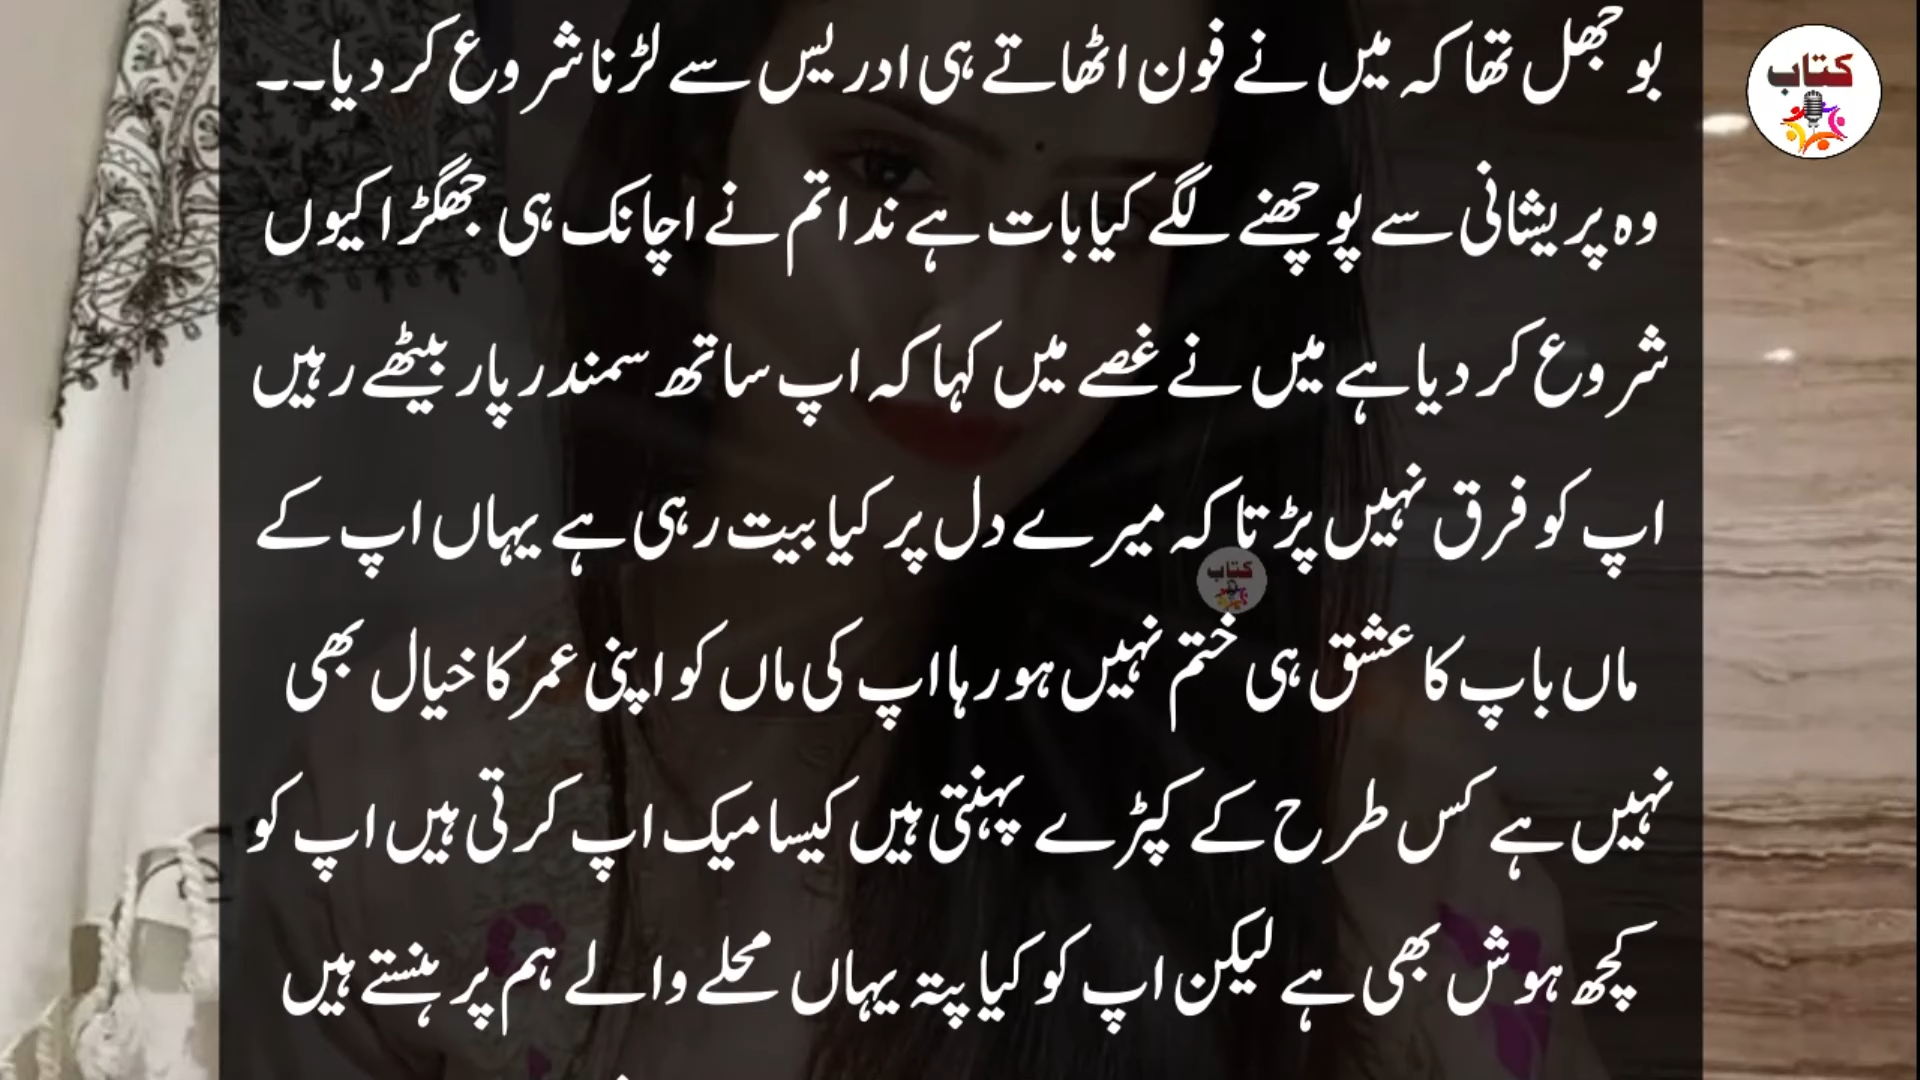 بوجھل تھا کہ میں نے فون اٹھاتے ہی ادریس سے لڑنا شروع کر دیا۔۔
وہ پریشانی سے پوچھنے لگے کیا بات ہے ندا تم نے اچانک ہی جھگڑا کیوں
شروع کر دیا ہے میں نے غصے میں کہا کہ اپ ساتھ سمندر پار بیٹھے رہیں
اپ کو فرق نہیں پڑتا کہ میرے دل پر کیا بیت رہی ہے یہاں اپ کے
ماں باپ کا عشق ہی ختم نہیں ہو رہا اپ کی ماں کو اپنی عمر کا خیال بھی
نہیں ہے کس طرح کے کپڑے پہنتی ہیں کیسا میک اپ کرتی ہیں اپ کو
کچھ ہوش بھی ہے لیکن اپ کو کیا پتہ یہاں محلے والے ہم پر ہنستے ہیں
کتاب
کتاب